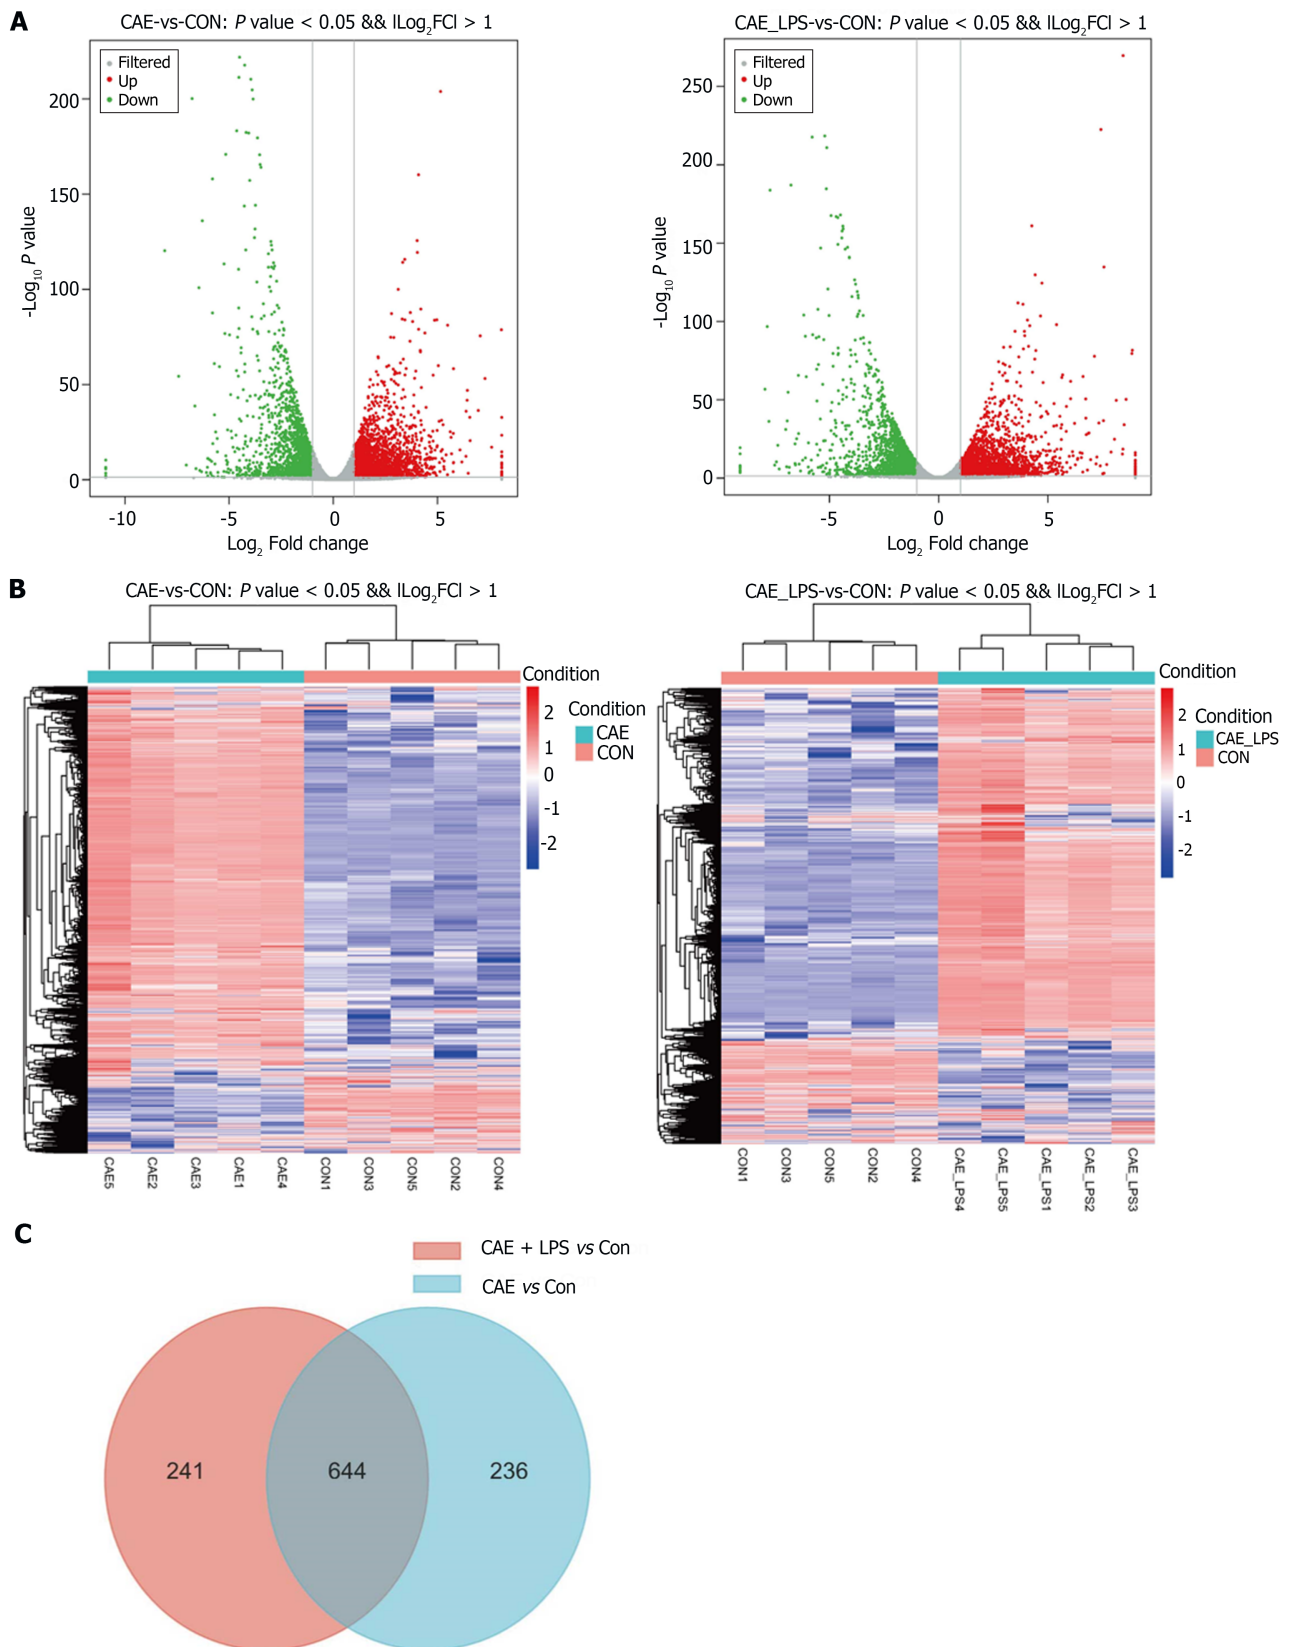 A
CAE-vs-CON: P value < 0.05 && lLog2FCl > 1
Filtered
Up
Down
200
150
100
50
0
-10
-5
0
5
-Log10 P value
Log2 Fold change
CAE_LPS-vs-CON: P value < 0.05 && lLog2FCl > 1
Filtered
Up
Down
250
200
150
100
50
0
-5
0
5
-Log10 P value
Log2 Fold change
B
CAE-vs-CON: P value < 0.05 && lLog2FCl > 1
Condition
2
1
0
-1
-2
Condition
CAE
CON
CAE5
CAE2
CAE3
CAE1
CAE4
CON1
CON3
CON5
CON2
CON4
CAE_LPS-vs-CON: P value < 0.05 && lLog2FCl > 1
Condition
2
1
0
-1
-2
Condition
CAE_LPS
CON
CON1
CON3
CON5
CON2
CON4
CAE_LPS4
CAE_LPS5
CAE_LPS1
CAE_LPS2
CAE_LPS3
C
CAE + LPS vs Con
CAE vs Con
241
644
236